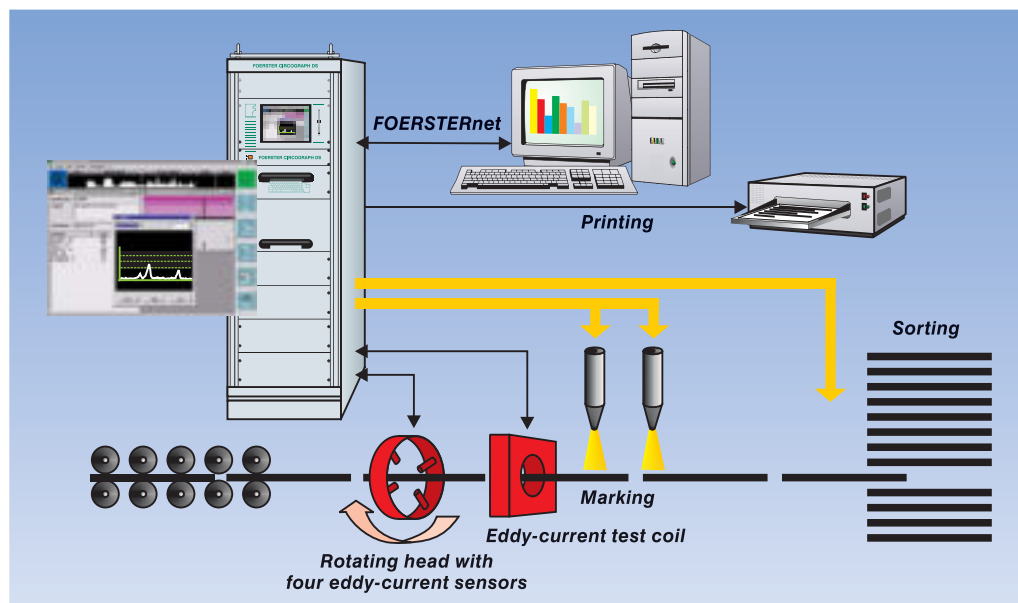 FOERSTER CIRCOGRAPH DS
FOERSTERnet
FOERSTER CIRCOGRAPH DS
Printing
Sorting
Marking
Eddy-current test coil
Rotating head with
four eddy-current sensors